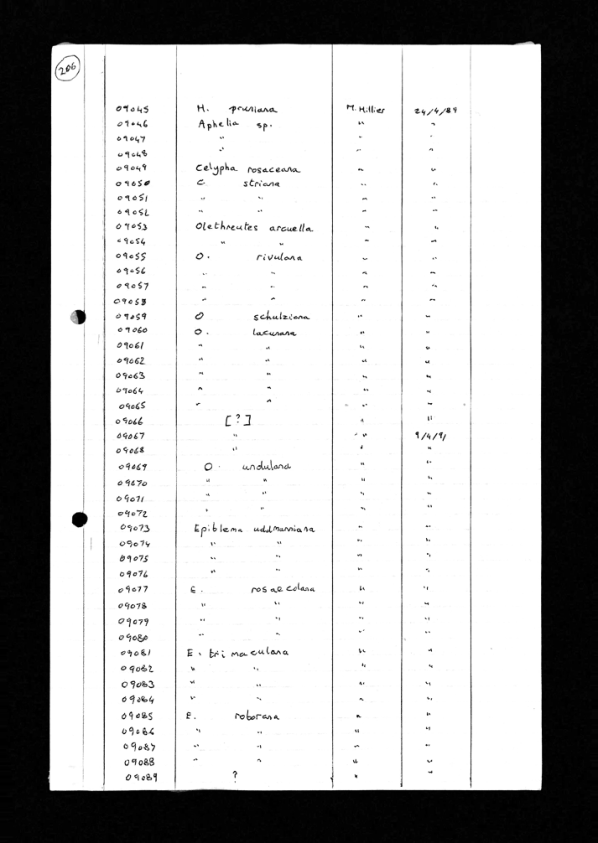 206
09045 H. pruniana M. Hillier 24/4/89
09046 Aphelia sp. " "
09047 " " "
09048 " " "
09049 Celypha rosaceana " "
09050 C. striana " "
09051 " " " "
09052 " " " "
09053 Olethreutes arcuella " "
09054 " " " "
09055 O. rivulana " "
09056 " " " "
09057 " " " "
09058 " " " "
09059 O schulziana " "
09060 O. lacunana " "
09061 " " " "
09062 " " " "
09063 " " " "
09064 " " " "
09065 " " " "
09066 [?] " "
09067 " " 9/4/91
09068 " " "
09069 O. undulana " "
09070 " " " "
09071 " " " "
09072 " " " "
09073 Epiblema uddmanniana " "
09074 " " " "
09075 " " " "
09076 " " " "
09077 E. rosaecolana " "
09078 " " " "
09079 " " " "
09080 " " " "
09081 E. trimaculana " "
09082 " " " "
09083 " " " "
09084 " " " "
09085 E. roborana " "
09086 " " " "
09087 " " " "
09088 " " " "
09089 ? " "